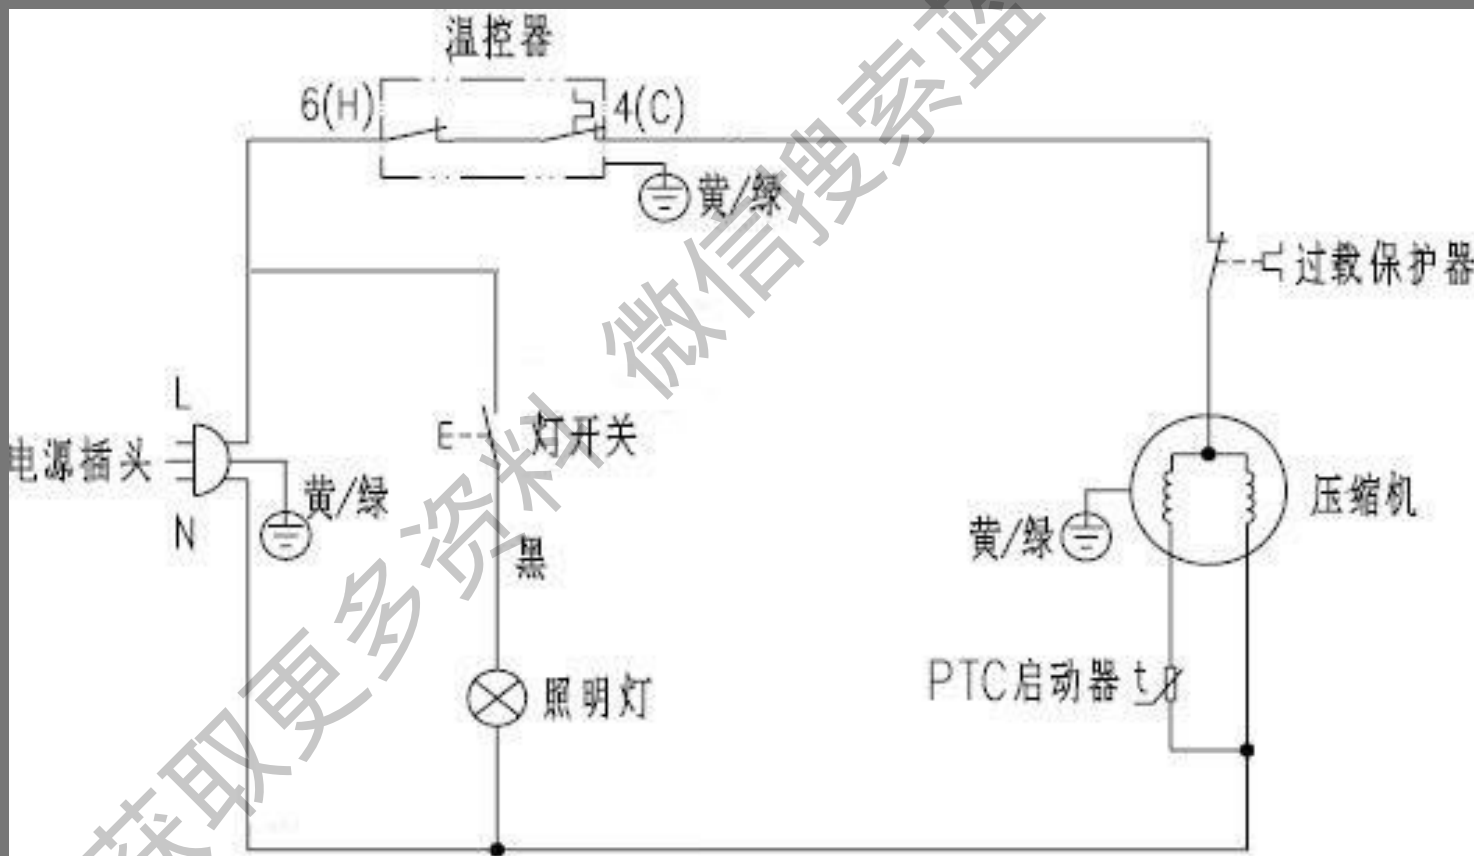 温控器
6(H)
4(C)
黄/绿
过载保护器
L
灯开关
电源插头
黄/绿
压缩机
N
黄/绿
黑
PTC启动器 t
照明灯
获取更多资料 微信搜索蓝